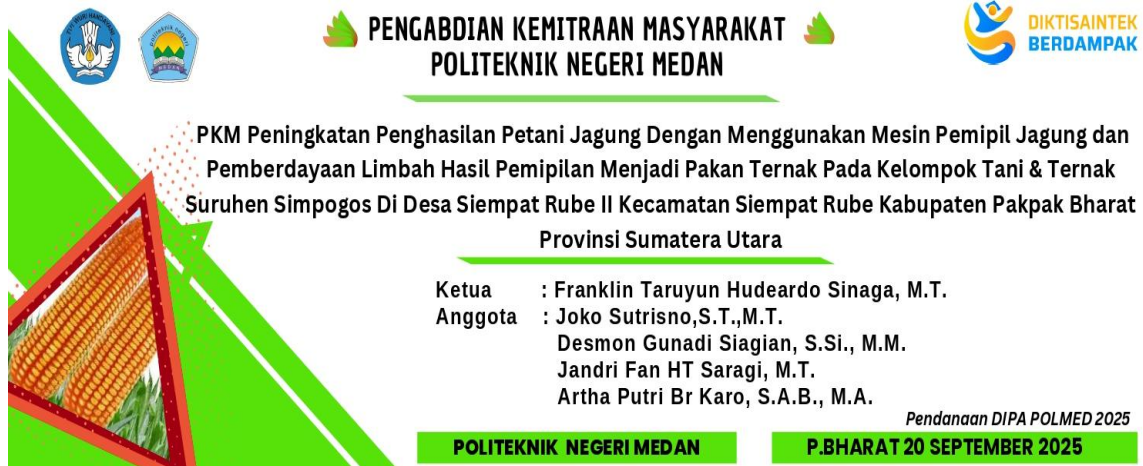 PENGABDIAN KEMITRAAN MASYARAKAT
POLITEKNIK NEGERI MEDAN
DIKTISAINTEK
BERDAMPAK
PKM Peningkatan Penghasilan Petani Jagung Dengan Menggunakan Mesin Pemipil Jagung dan
Pemberdayaan Limbah Hasil Pemipilan Menjadi Pakan Ternak Pada Kelompok Tani & Ternak
Suruhen Simpogos Di Desa Siempat Rube II Kecamatan Siempat Rube Kabupaten Pakpak Bharat
Provinsi Sumatera Utara
Ketua : Franklin Taruyun Hudeardo Sinaga, M.T.
Anggota : Joko Sutrisno,S.T.,M.T.
Desmon Gunadi Siagian, S.Si., M.M.
Jandri Fan HT Saragi, M.T.
Artha Putri Br Karo, S.A.B., M.A.
Pendanaan DIPA POLMED 2025
POLITEKNIK NEGERI MEDAN
P.BHARAT 20 SEPTEMBER 2025